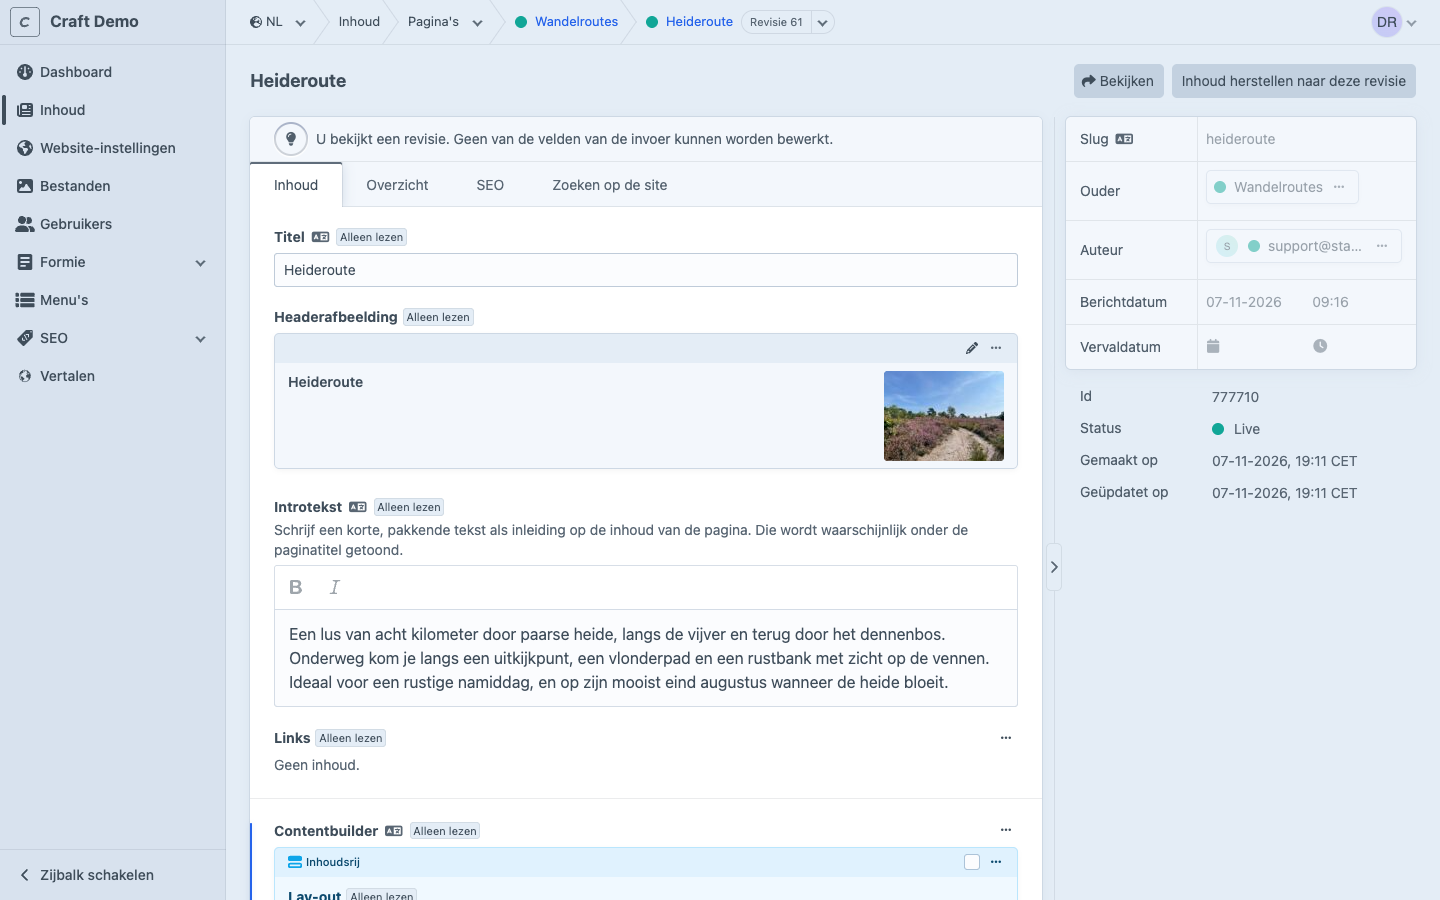 C Craft Demo
NL
Inhoud
Pagina's
Wandelroutes
Heideroute
Revisie 61
DR
Dashboard
Inhoud
Website-instellingen
Bestanden
Gebruikers
Formie
Menu's
SEO
Vertalen
Zijbalk schakelen
Heideroute
Bekijken
Inhoud herstellen naar deze revisie
U bekijkt een revisie. Geen van de velden van de invoer kunnen worden bewerkt.
Inhoud
Overzicht
SEO
Zoeken op de site
Titel Alleen lezen
Heideroute
Headerafbeelding Alleen lezen
Heideroute
Introtekst Alleen lezen
Schrijf een korte, pakkende tekst als inleiding op de inhoud van de pagina. Die wordt waarschijnlijk onder de
paginatitel getoond.
B I
Een lus van acht kilometer door paarse heide, langs de vijver en terug door het dennenbos.
Onderweg kom je langs een uitkijkpunt, een vlonderpad en een rustbank met zicht op de vennen.
Ideaal voor een rustige namiddag, en op zijn mooist eind augustus wanneer de heide bloeit.
Links Alleen lezen
Geen inhoud.
Contentbuilder Alleen lezen
Inhoudsrij
Lay-out Alleen lezen
Slug
heideroute
Ouder
Wandelroutes
Auteur
S support@sta...
Berichtdatum
07-11-2026 09:16
Vervaldatum
Id 777710
Status Live
Gemaakt op 07-11-2026, 19:11 CET
Geüpdatet op 07-11-2026, 19:11 CET